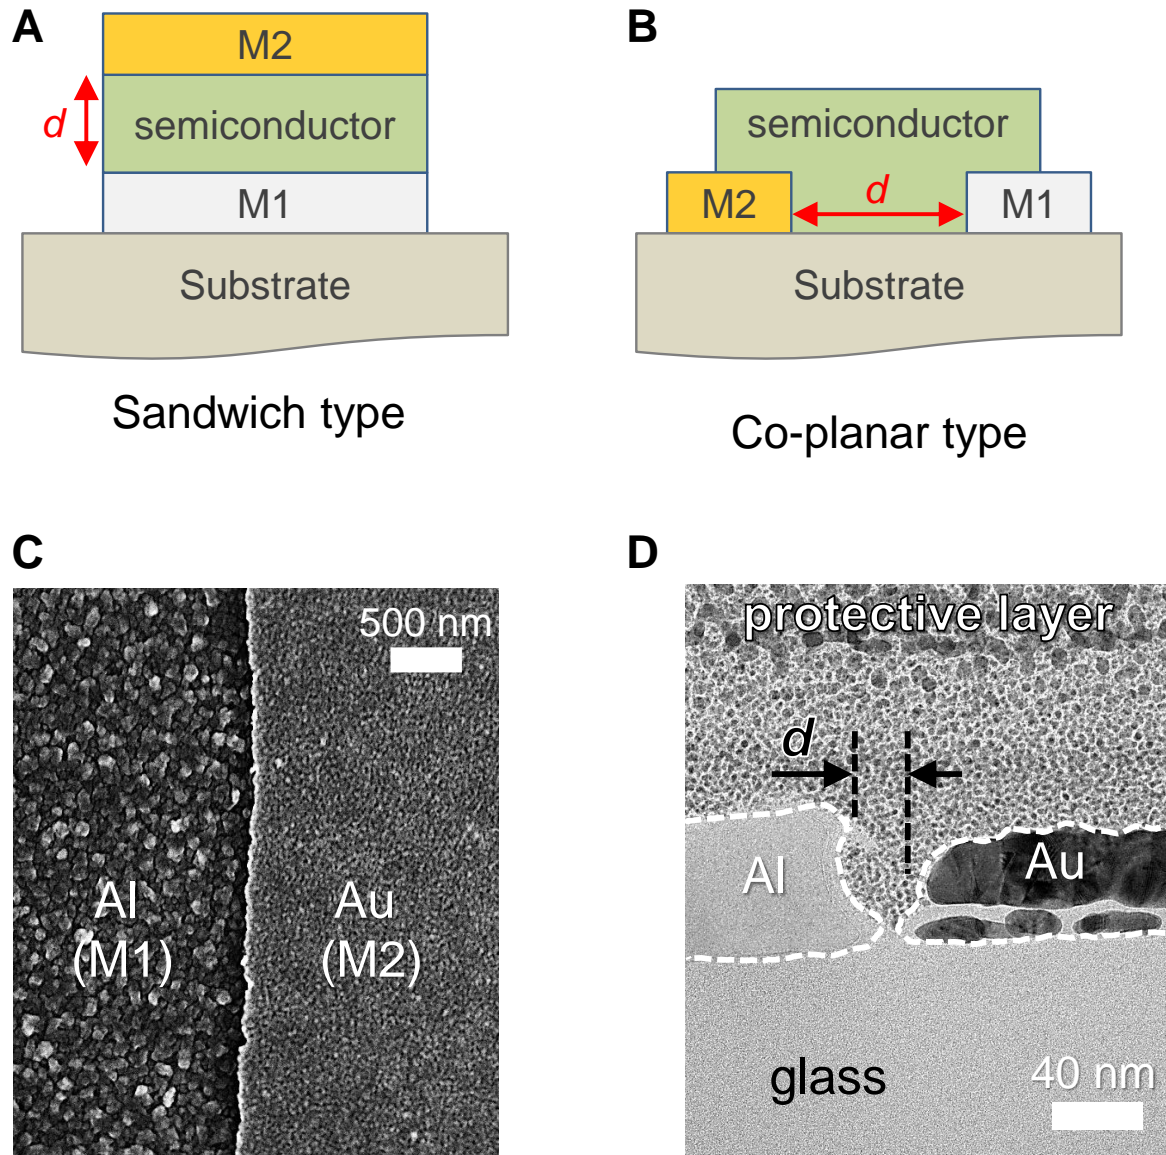 A
M2
d
semiconductor
M1
Substrate
Sandwich type
B
semiconductor
M2
d
M1
Substrate
Co-planar type
C
500 nm
Al
(M1)
Au
(M2)
D
protective layer
d
Al
Au
glass
40 nm